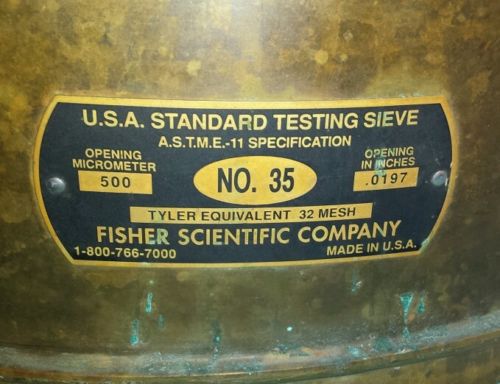 U.S.A. STANDARD TESTING SIEVE
A.S.T.M.E.-11 SPECIFICATION
OPENING
MICROMETER
500
NO. 35
OPENING
IN INCHES
.0197
TYLER EQUIVALENT 32 MESH
FISHER SCIENTIFIC COMPANY
1-800-766-7000
MADE IN U.S.A.